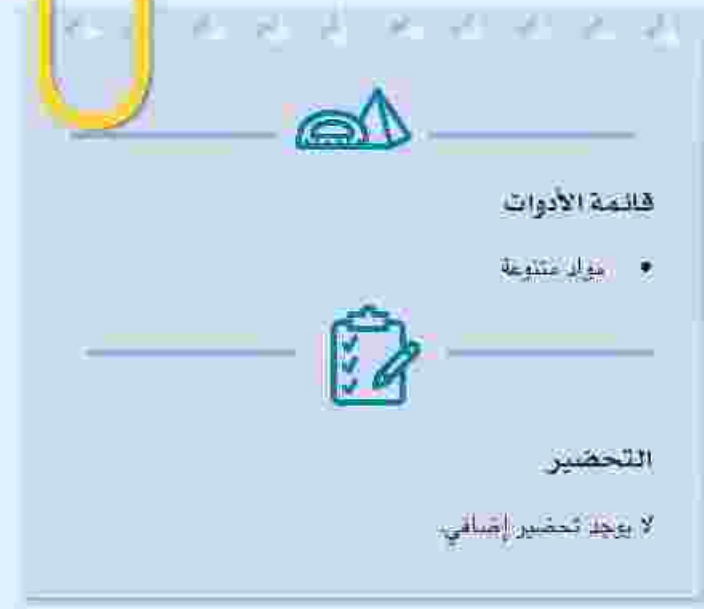 قائمة الأدوات
• مواد متنوعة
التحضير
لا يوجد تحضير إضافي.